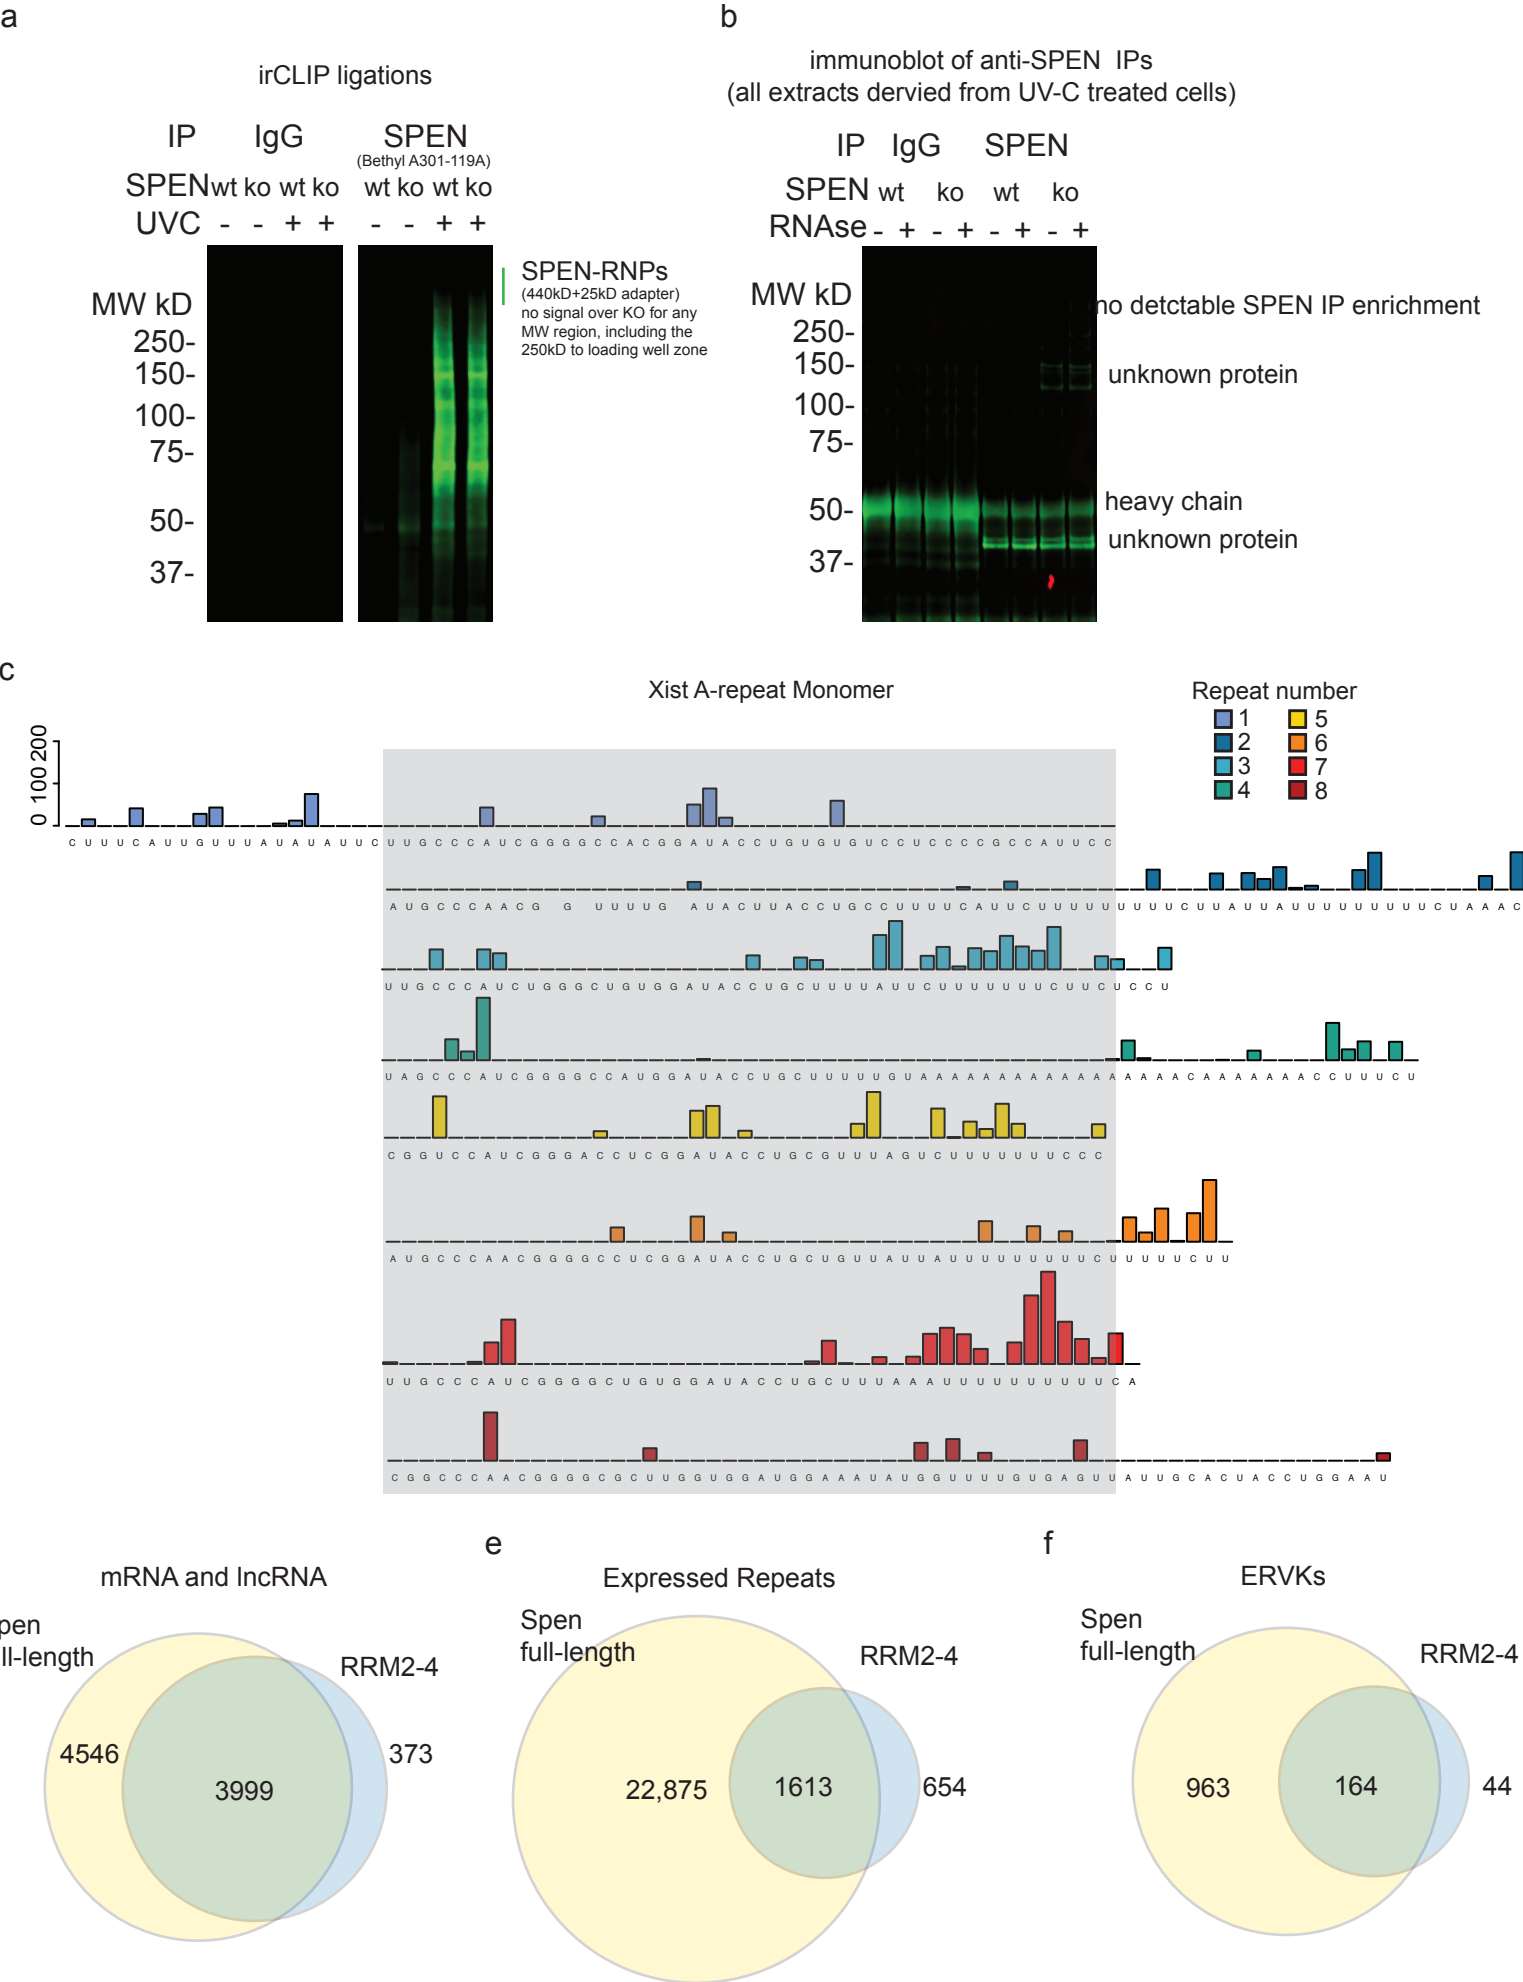 a
irCLIP ligations
IP IgG SPEN
(Bethyl A301-119A)
SPEN wt ko wt ko wt ko wt ko
UVC - - + + - - + +
MW kD
250-
150-
100-
75-
50-
37-
SPEN-RNPs
(440kD+25kD adapter)
no signal over KO for any
MW region, including the
250kD to loading well zone
b
immunoblot of anti-SPEN IPs
(all extracts dervied from UV-C treated cells)
IP IgG SPEN
SPEN wt ko wt ko
RNAse - + - + - + - +
MW kD
250-
150-
100-
75-
50-
37-
no detctable SPEN IP enrichment
unknown protein
heavy chain
unknown protein
c
Xist A-repeat Monomer
Repeat number
1 5
2 6
3 7
4 8
0 100 200
C U U U C A U U G U U U A U A U A U U C U U G C C C A U C G G G G C C A C G G A U A C C U G U G U G U C C U C C C C G C C A U U C C
A U G C C C A A C G G U U U U G A U A C U U A C C U G C C U U U U C A U U C U U U U U U U U U C U U A U U A U U U U U U U U U C U A A A C
U U G C C C A U C U G G G C U G U G G A U A C C U G C U U U U A U U C U U U U U U U C U U C U C C U
U A G C C C A U C G G G G C C A U G G A U A C C U G C U U U U U G U A A A A A A A A A A A A A A A A A C A A A A A A A C C U U U C U
C G G U C C A U C G G G A C C U C G G A U A C C U G C G U U U A G U C U U U U U U U C C C
A U G C C C A A C G G G G C C U C G G A U A C C U G C U G U U A U U A U U U U U U U U U C U U U U U C U U
U U G C C C A U C G G G G C U G U G G A U A C C U G C U U U A A A U U U U U U U U U U C A
C G G C C C A A C G G G G C G C U U G G U G G A U G G A A A U A U G G U U U U G U G A G U U A U U G C A C U A C C U G G A A U
mRNA and lncRNA
pen
ll-length
RRM2-4
4546
3999
373
e
Expressed Repeats
Spen
full-length
RRM2-4
22,875
1613
654
f
ERVKs
Spen
full-length
RRM2-4
963
164
44